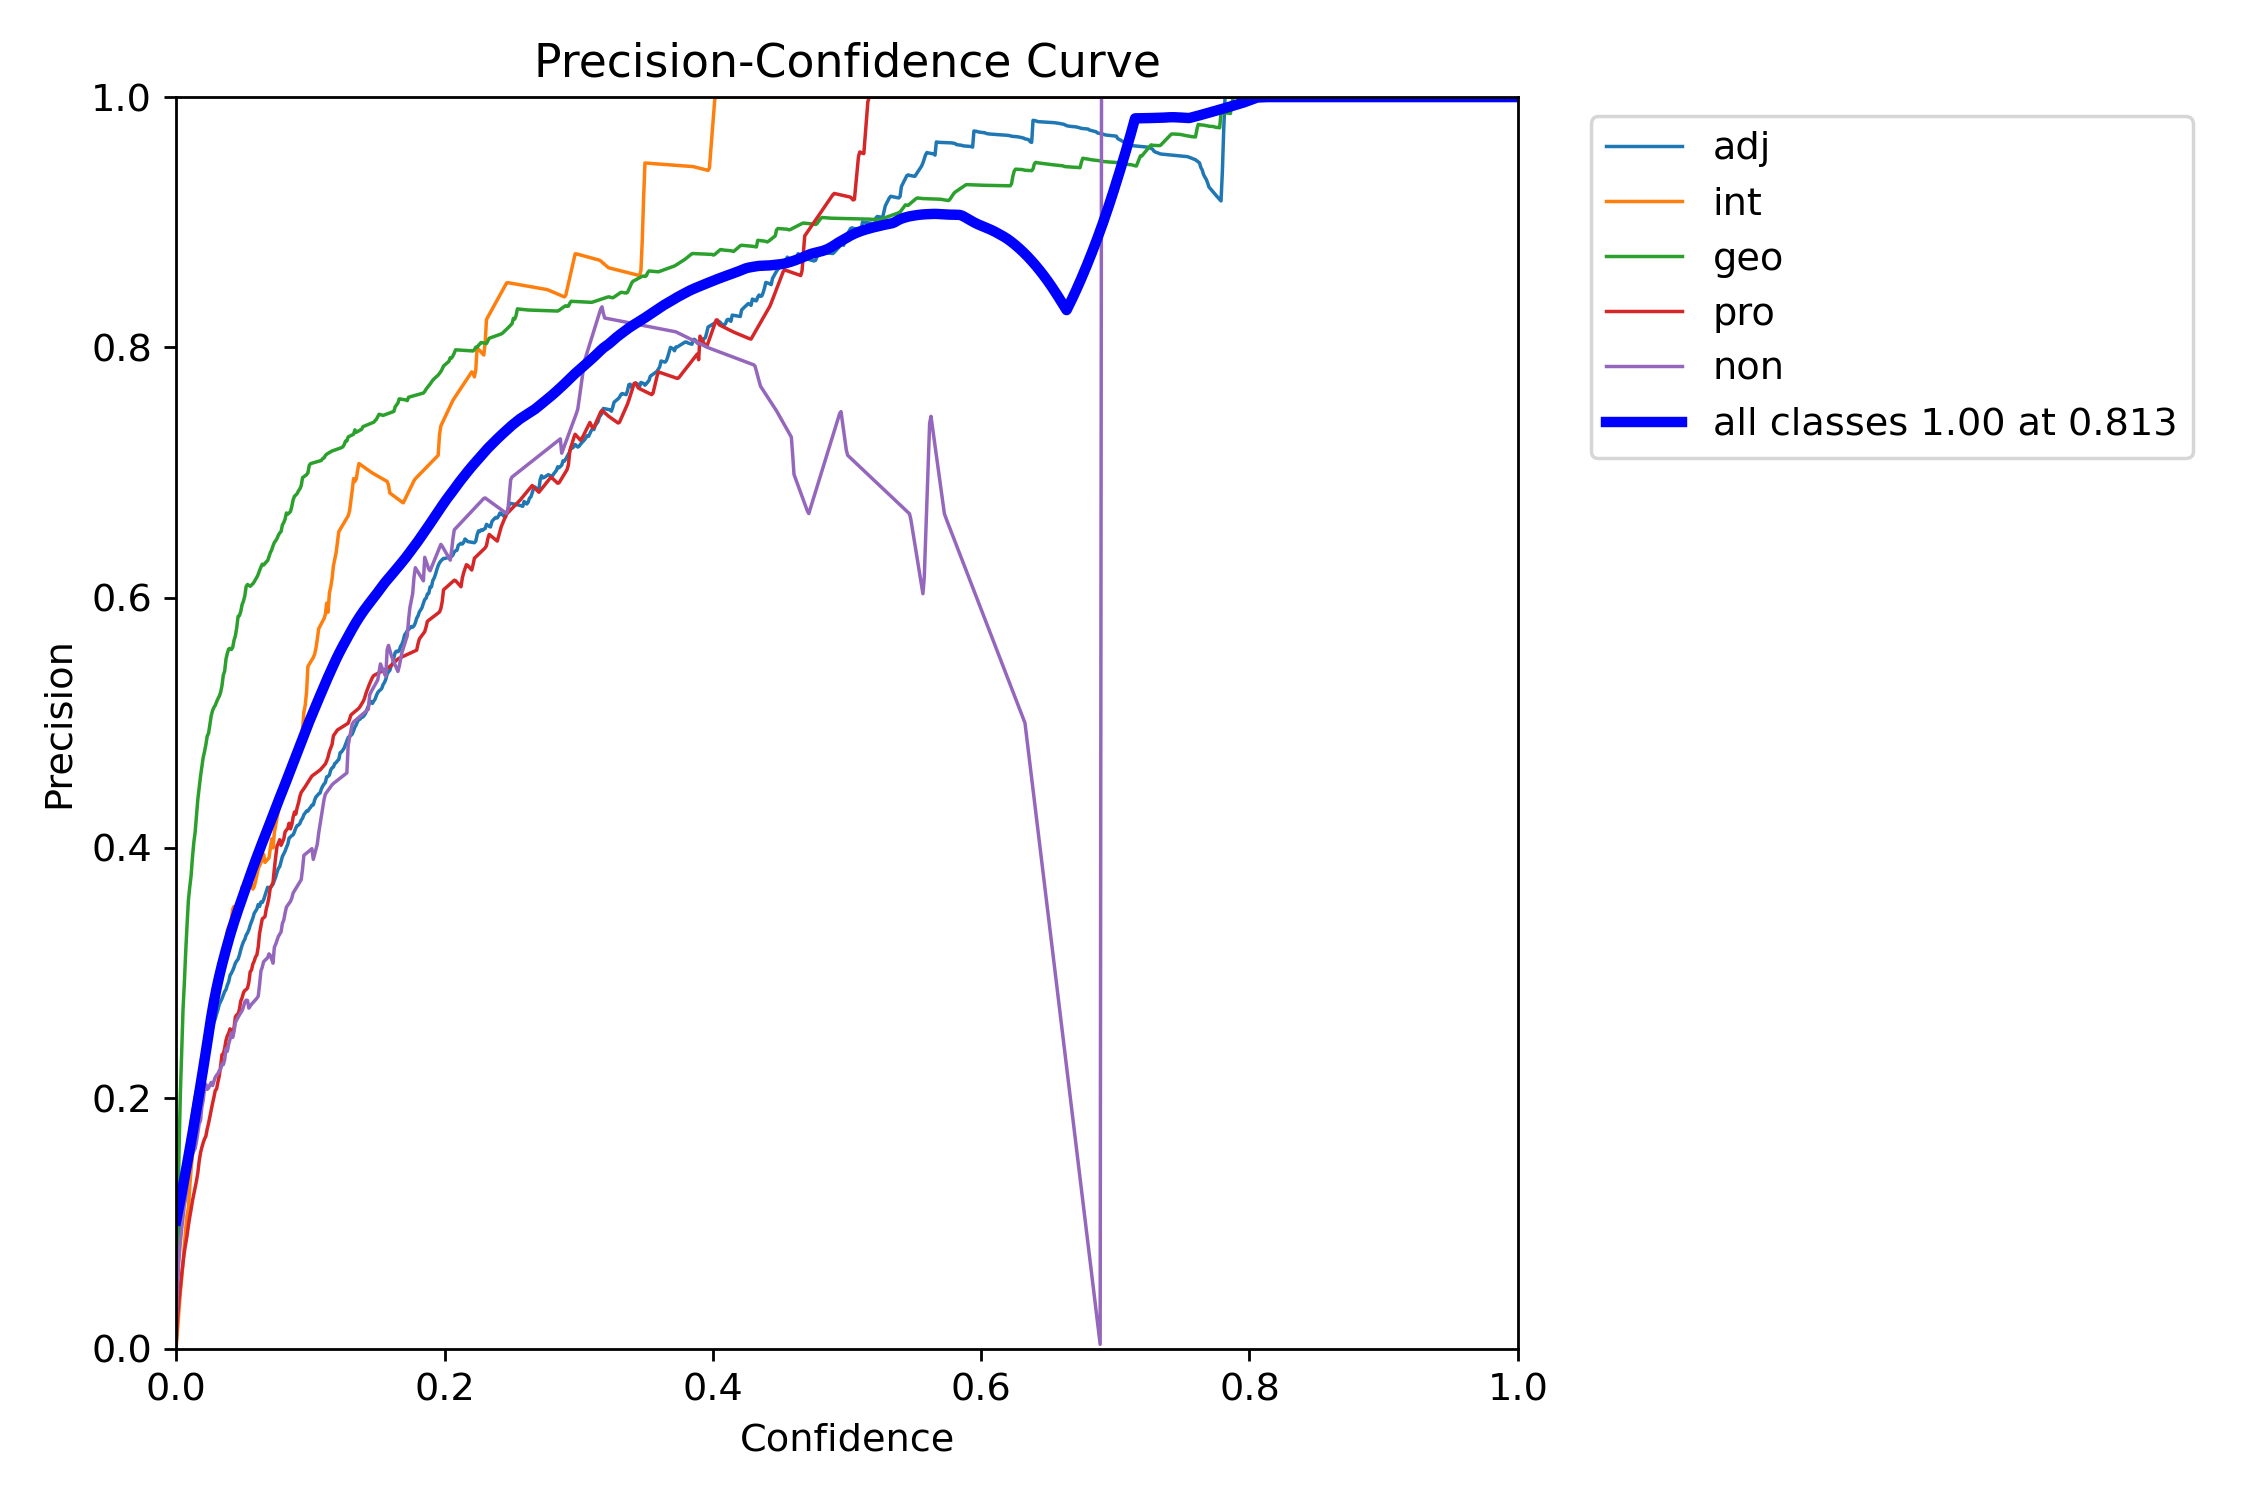 Precision-Confidence Curve
1.0
0.8
0.6
0.4
0.2
0.0
Precision
0.0 0.2 0.4 0.6 0.8 1.0
Confidence
adj
int
geo
pro
non
all classes 1.00 at 0.813